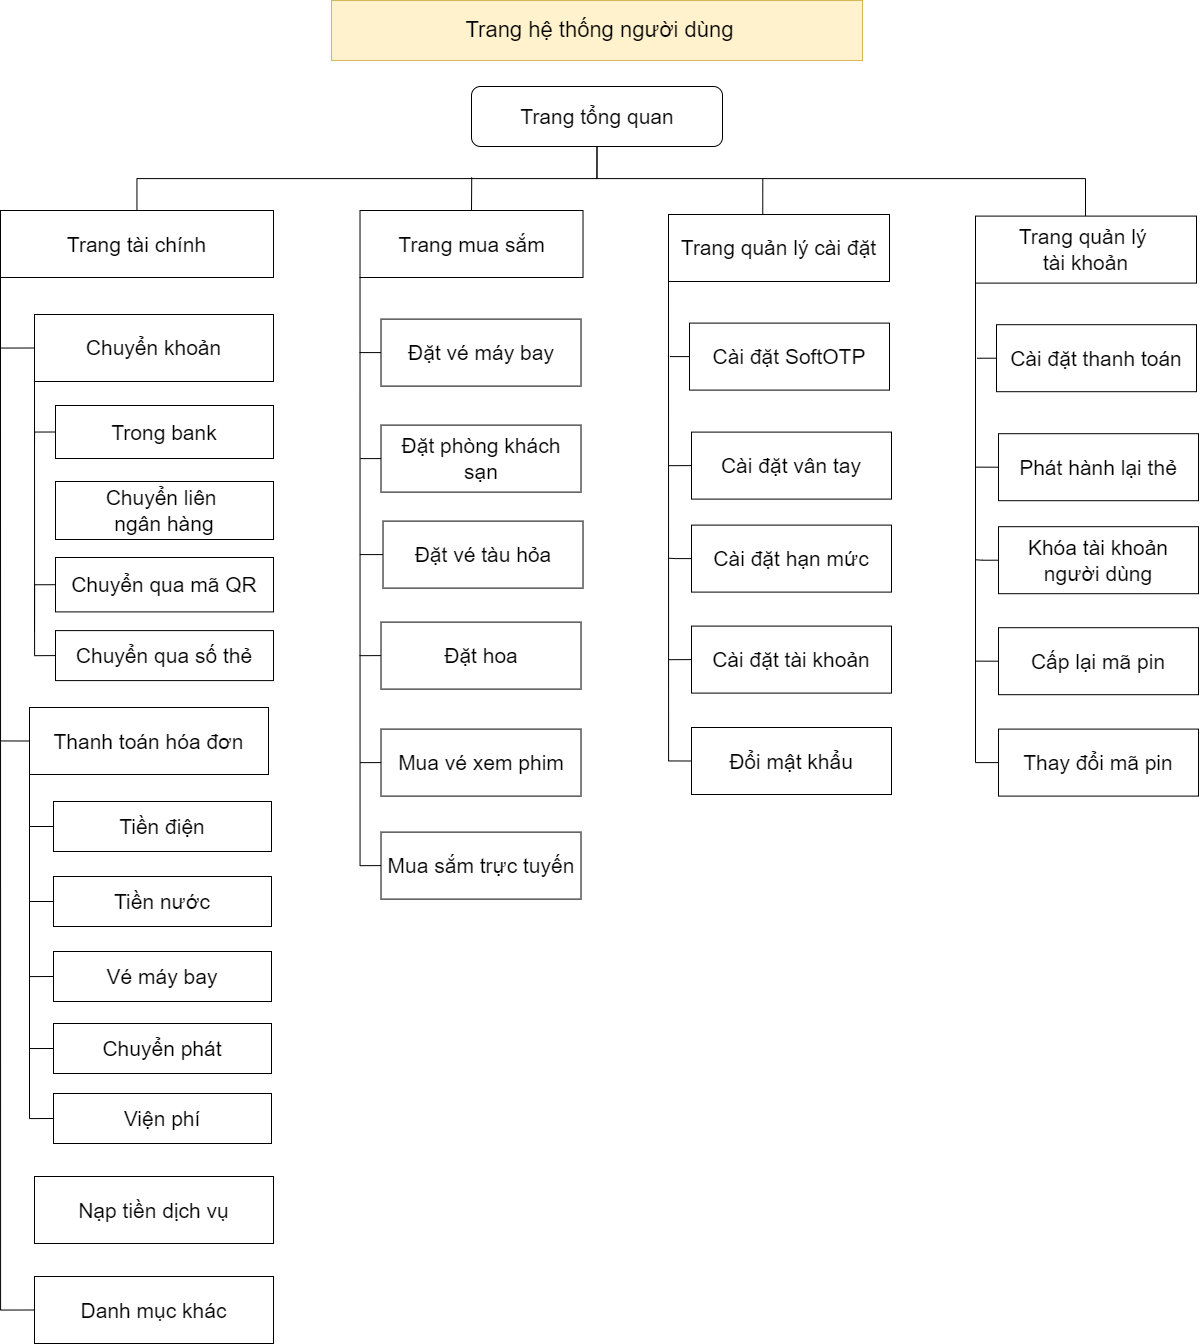 Trang hệ thống người dùng
Trang tổng quan
Trang tài chính
Chuyển khoản
Trong bank
Chuyển liên
ngân hàng
Chuyển qua mã QR
Chuyển qua số thẻ
Thanh toán hóa đơn
Tiền điện
Tiền nước
Vé máy bay
Chuyển phát
Viện phí
Nạp tiền dịch vụ
Danh mục khác
Trang mua sắm
Đặt vé máy bay
Đặt phòng khách
sạn
Đặt vé tàu hỏa
Đặt hoa
Mua vé xem phim
Mua sắm trực tuyến
Trang quản lý cài đặt
Cài đặt SoftOTP
Cài đặt vân tay
Cài đặt hạn mức
Cài đặt tài khoản
Đổi mật khẩu
Trang quản lý
tài khoản
Cài đặt thanh toán
Phát hành lại thẻ
Khóa tài khoản
người dùng
Cấp lại mã pin
Thay đổi mã pin